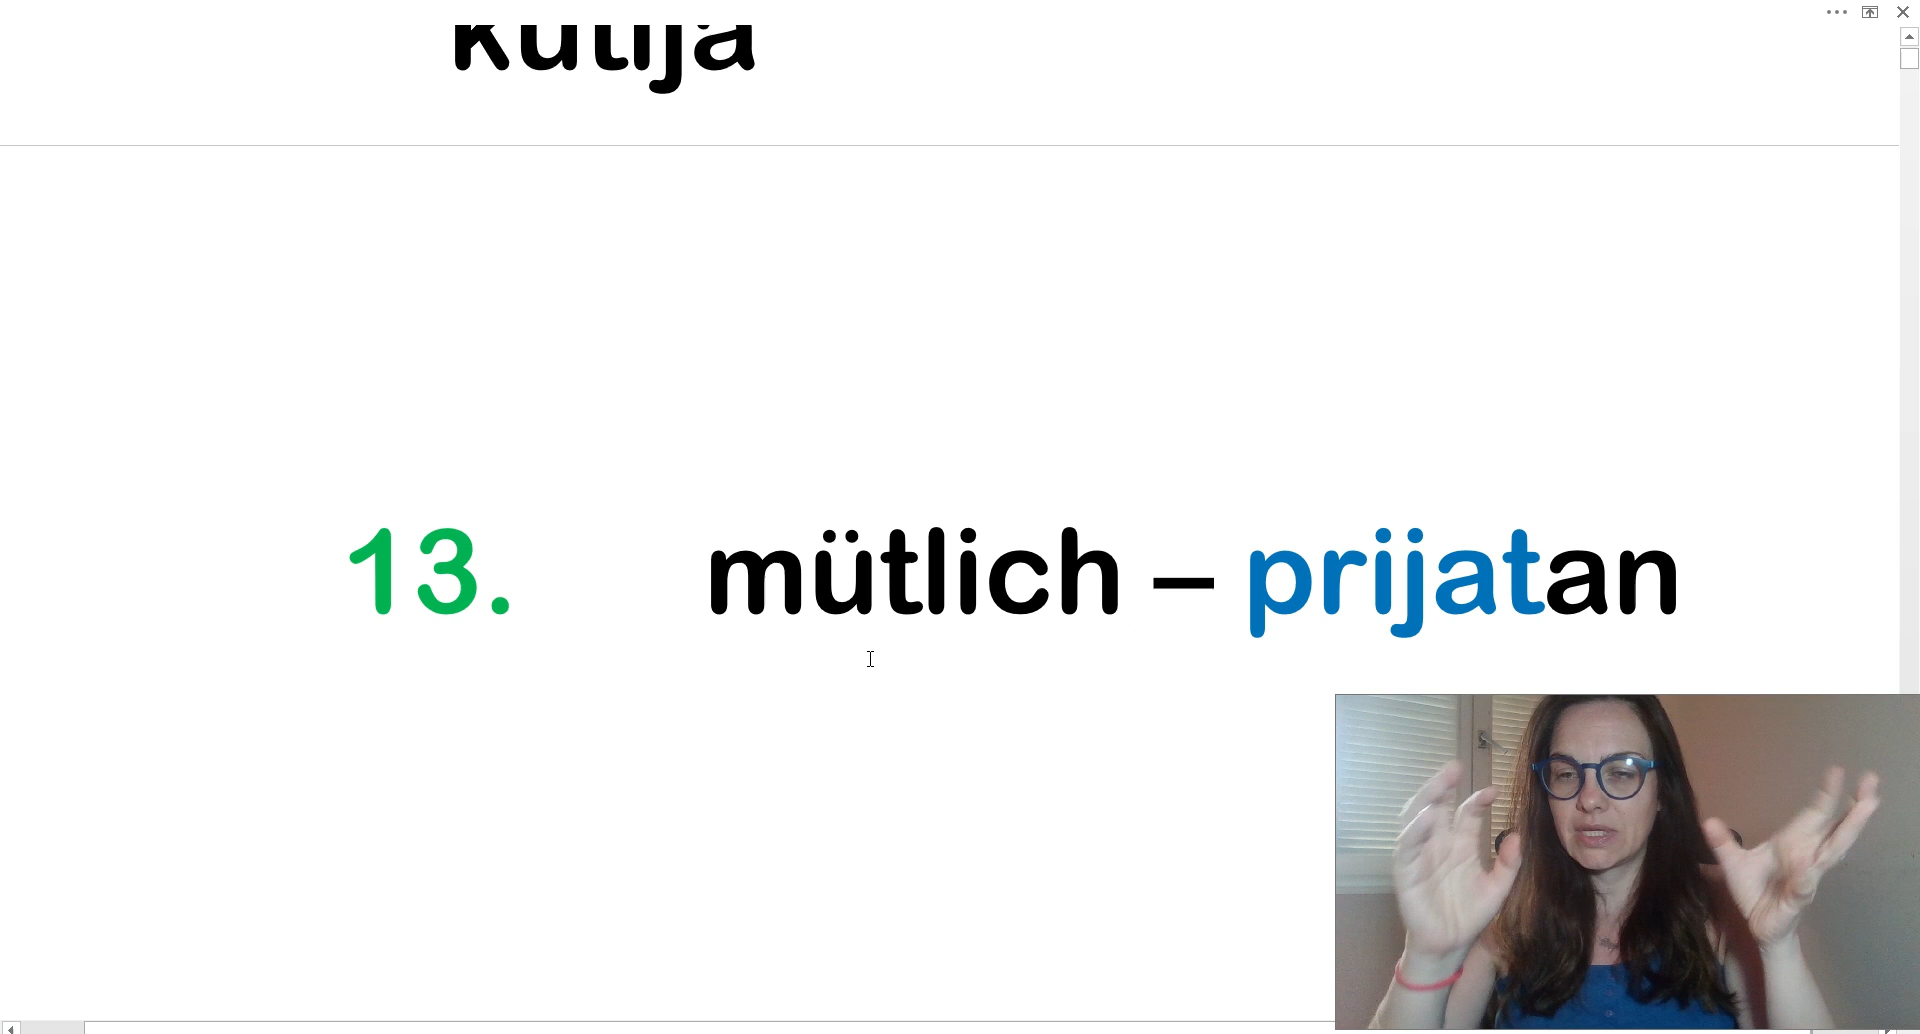 kutija
13. mütlich – prijatan